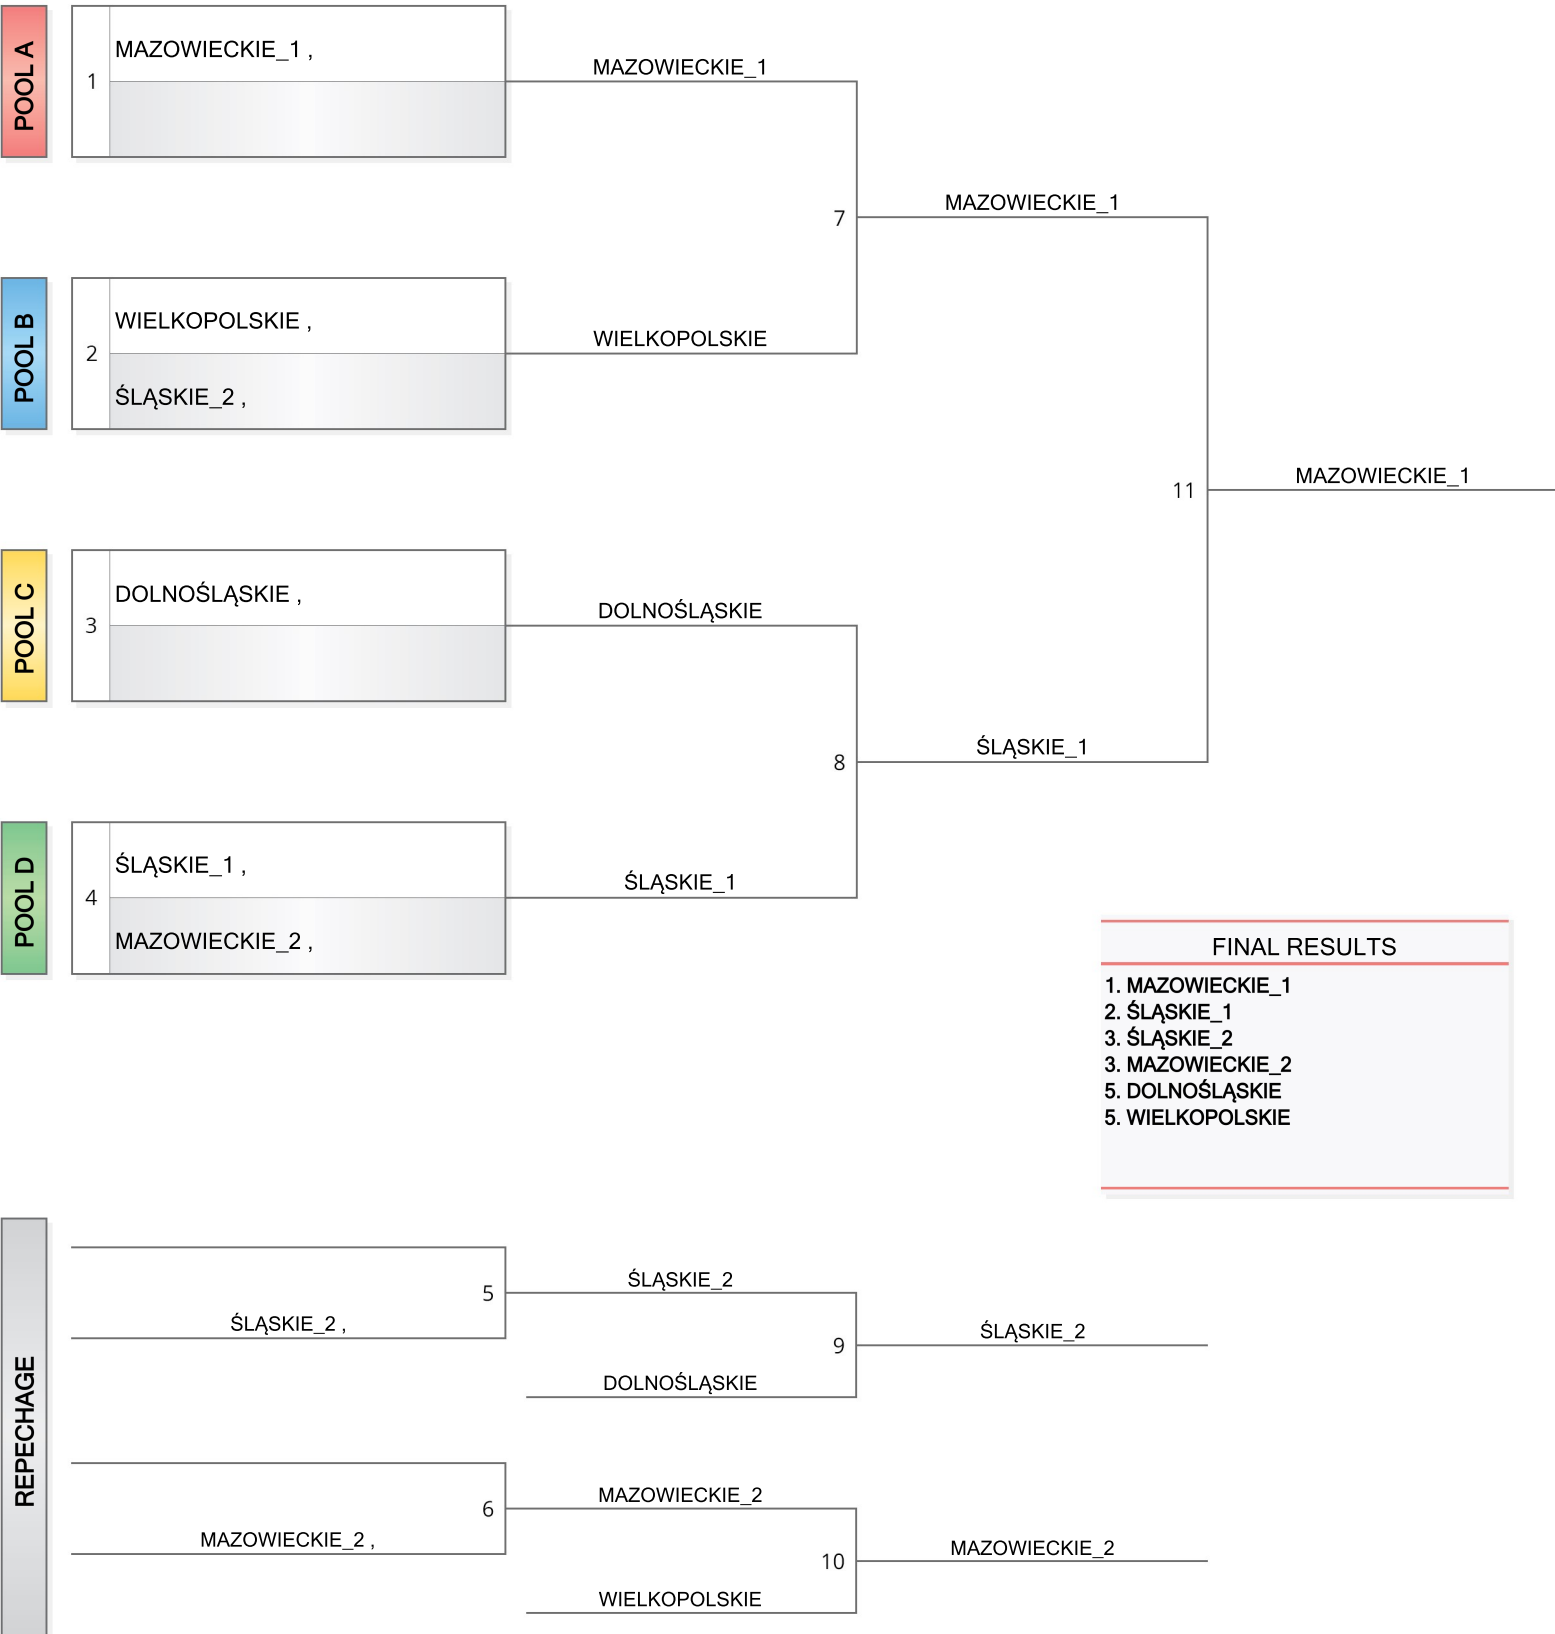 POOL A
1
MAZOWIECKIE_1 ,
MAZOWIECKIE_1
7
MAZOWIECKIE_1
POOL B
2
WIELKOPOLSKIE ,
ŚLĄSKIE_2 ,
WIELKOPOLSKIE
11
MAZOWIECKIE_1
POOL C
3
DOLNOŚLĄSKIE ,
DOLNOŚLĄSKIE
8
ŚLĄSKIE_1
POOL D
4
ŚLĄSKIE_1 ,
MAZOWIECKIE_2 ,
ŚLĄSKIE_1
FINAL RESULTS
1. MAZOWIECKIE_1
2. ŚLĄSKIE_1
3. ŚLĄSKIE_2
3. MAZOWIECKIE_2
5. DOLNOŚLĄSKIE
5. WIELKOPOLSKIE
REPECHAGE
5
ŚLĄSKIE_2 ,
ŚLĄSKIE_2
9
ŚLĄSKIE_2
DOLNOŚLĄSKIE
6
MAZOWIECKIE_2 ,
MAZOWIECKIE_2
10
MAZOWIECKIE_2
WIELKOPOLSKIE